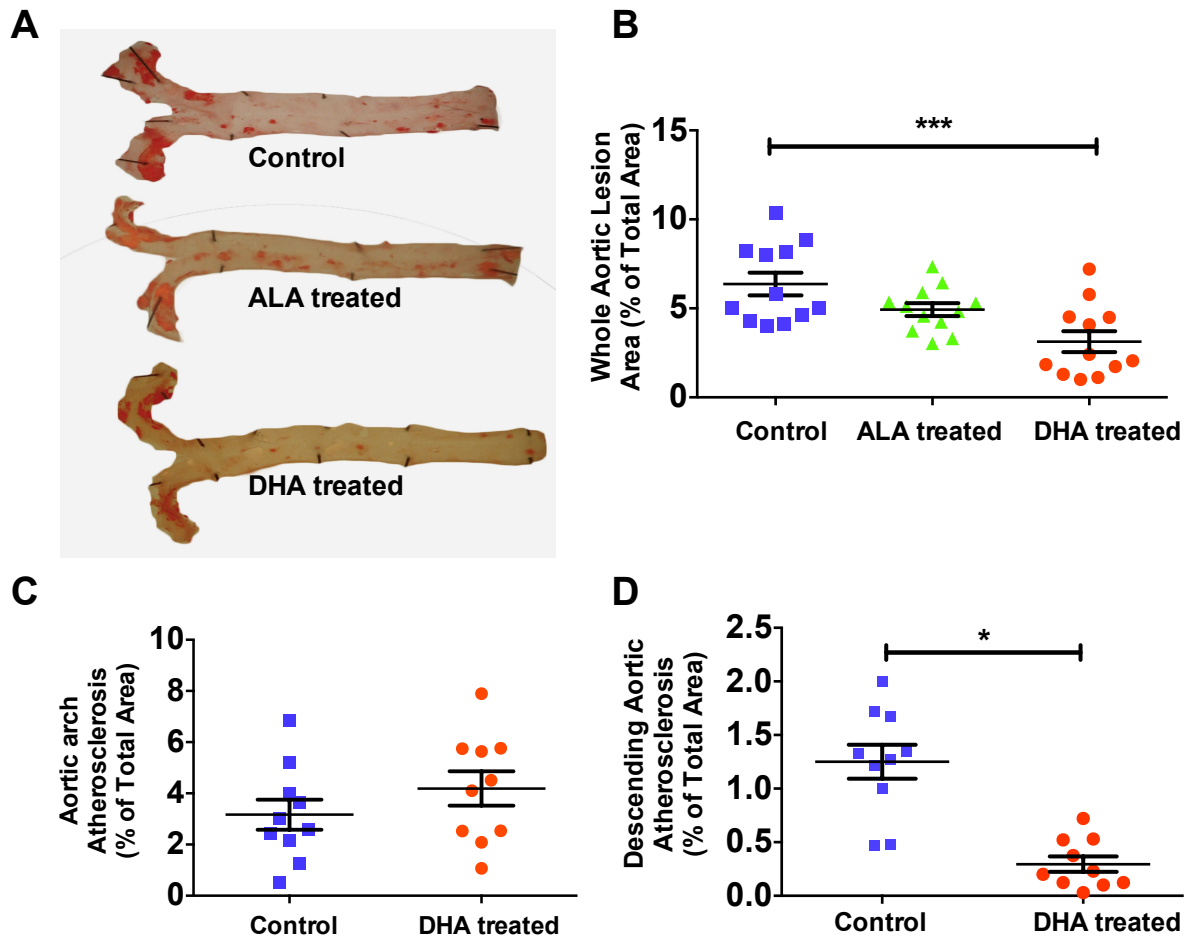 A
Control
ALA treated
DHA treated
B
Whole Aortic Lesion
Area (% of Total Area)
15
10
5
0
***
Control
ALA treated
DHA treated
C
Aortic arch
Atherosclerosis
(% of Total Area)
10
8
6
4
2
0
Control
DHA treated
D
Descending Aortic
Atherosclerosis
(% of Total Area)
2.5
2.0
1.5
1.0
0.5
0.0
*
Control
DHA treated